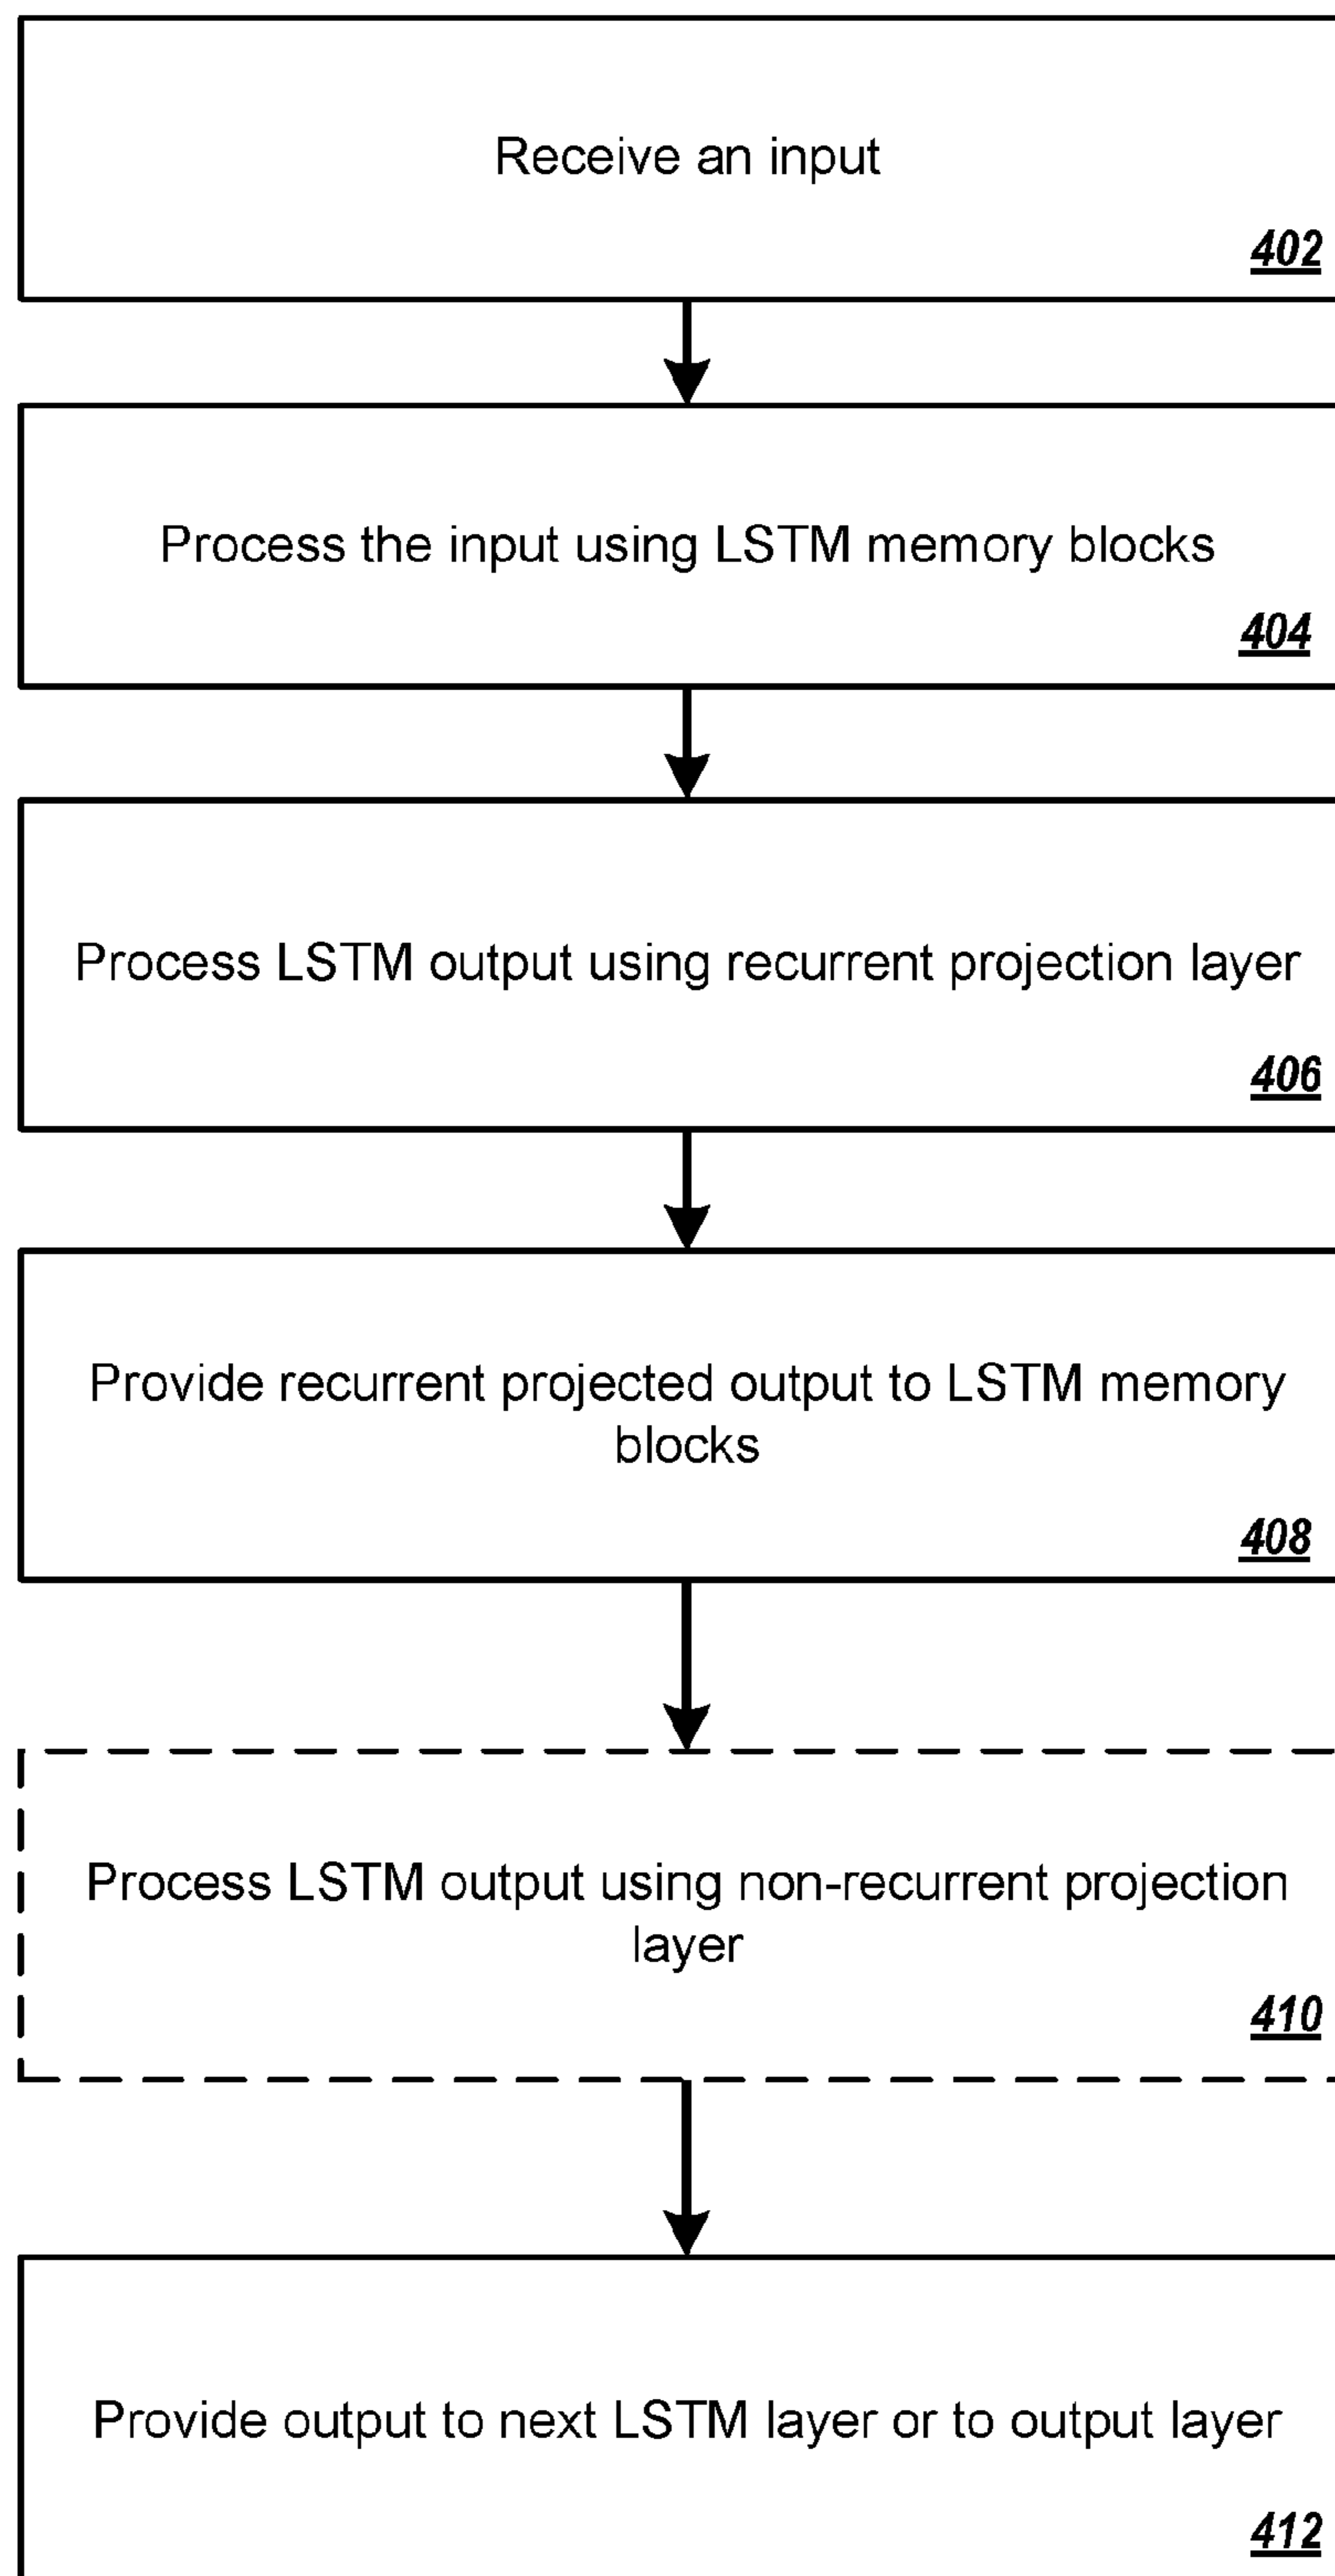 Receive an input
402
Process the input using LSTM memory blocks
404
Process LSTM output using recurrent projection layer
406
Provide recurrent projected output to LSTM memory
blocks
408
Process LSTM output using non-recurrent projection
layer
410
Provide output to next LSTM layer or to output layer
412